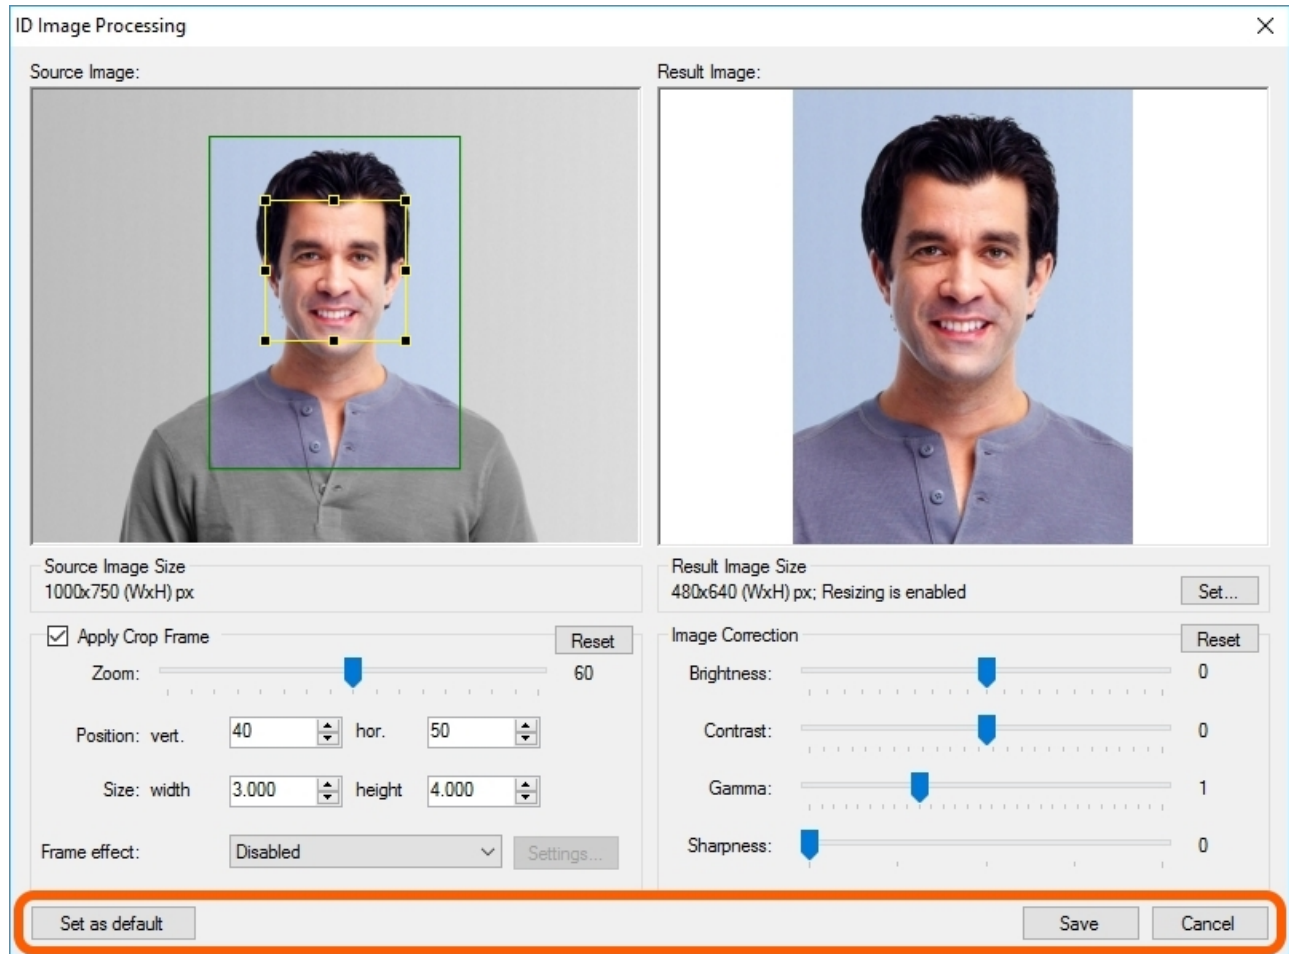 ID Image Processing
Source Image:
Result Image:
Source Image Size
1000x750 (WxH) px
Result Image Size
480x640 (WxH) px; Resizing is enabled
Set...
Apply Crop Frame
Reset
Zoom:
60
Position: vert.
40
hor.
50
Size: width
3.000
height
4.000
Frame effect:
Disabled
Settings...
Image Correction
Reset
Brightness:
0
Contrast:
0
Gamma:
1
Sharpness:
0
Set as default
Save
Cancel